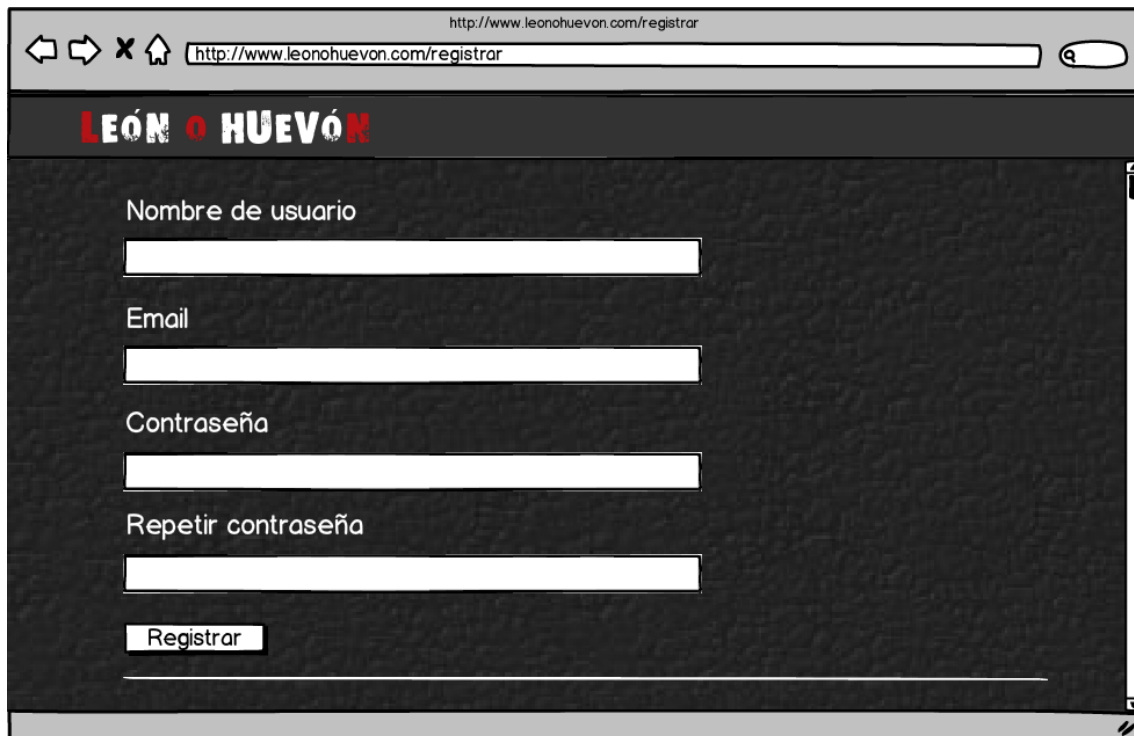 http://www.leonohuevon.com/registrar
http://www.leonohuevon.com/registrar
LEÓN O HUEVÓN
Nombre de usuario
Email
Contraseña
Repetir contraseña
Registrar